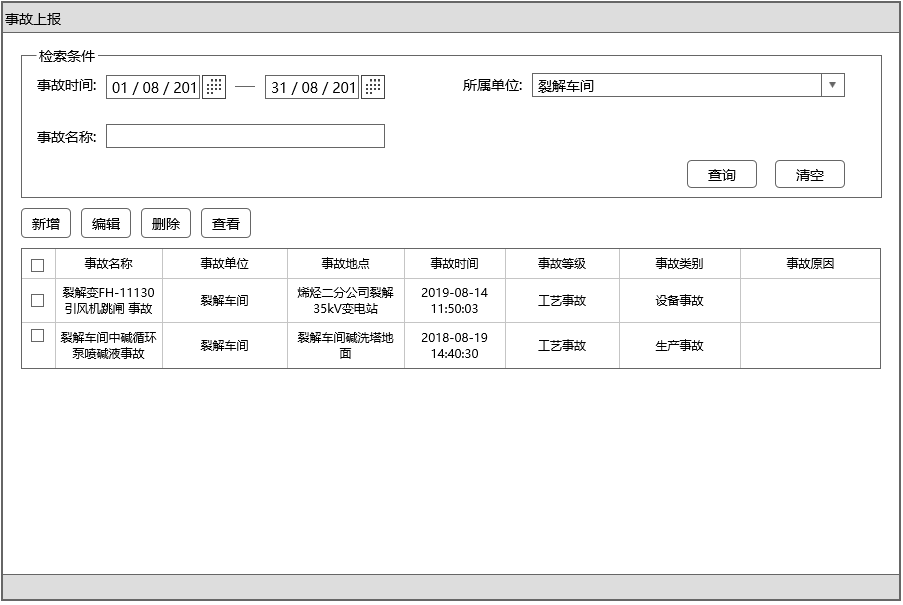 事故上报
检索条件
事故时间: 01 / 08 / 201 — 31 / 08 / 201 所属单位: 裂解车间
事故名称:
查询 清空
新增 编辑 删除 查看
事故名称 事故单位 事故地点 事故时间 事故等级 事故类别 事故原因
裂解变FH-11130 烯烃二分公司裂解 2019-08-14
引风机跳闸 事故 裂解车间 35kV变电站 11:50:03 工艺事故 设备事故
裂解车间中碱循环 裂解车间碱洗塔地 2018-08-19
泵喷碱液事故 裂解车间 面 14:40:30 工艺事故 生产事故